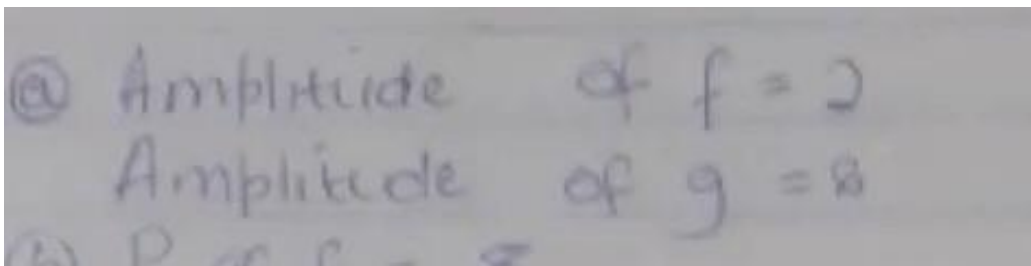 ⓐ Amplitude of f = 2
Amplitude of g = 8